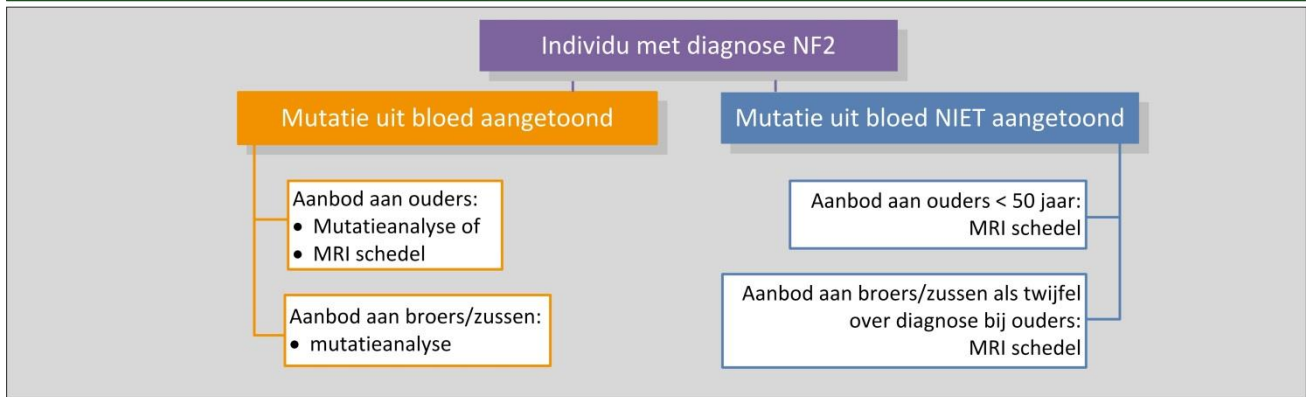 Individu met diagnose NF2
Mutatie uit bloed aangetoond
Aanbod aan ouders:
• Mutatieanalyse of
• MRI schedel
Aanbod aan broers/zussen:
• mutatieanalyse
Mutatie uit bloed NIET aangetoond
Aanbod aan ouders < 50 jaar:
MRI schedel
Aanbod aan broers/zussen als twijfel
over diagnose bij ouders:
MRI schedel